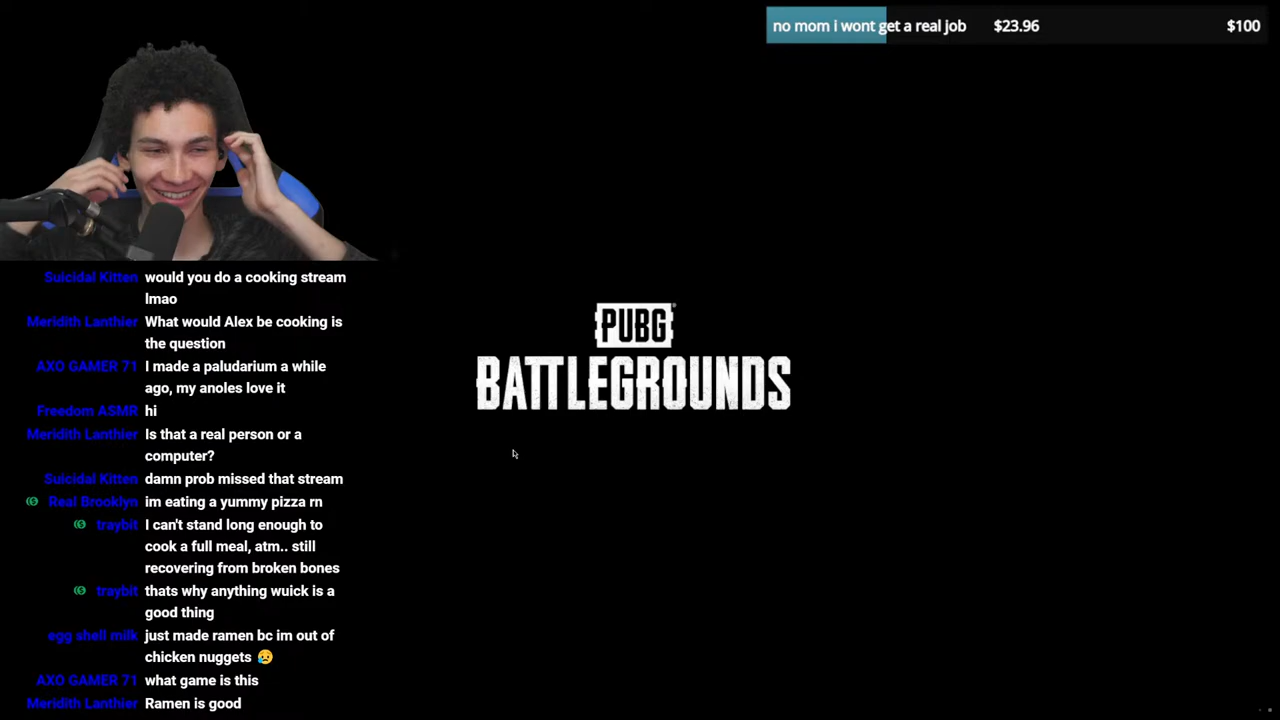 no mom i wont get a real job $23.96 $100
Suicidal Kitten would you do a cooking stream
lmao
Meridith Lanthier What would Alex be cooking is
the question
AXO GAMER 71 I made a paludarium a while
ago, my anoles love it
Freedom ASMR hi
Meridith Lanthier Is that a real person or a
computer?
Suicidal Kitten damn prob missed that stream
Real Brooklyn im eating a yummy pizza rn
traybit I can't stand long enough to
cook a full meal, atm.. still
recovering from broken bones
traybit thats why anything wuick is a
good thing
egg shell milk just made ramen bc im out of
chicken nuggets 😥
AXO GAMER 71 what game is this
Meridith Lanthier Ramen is good
PUBG
BATTLEGROUNDS